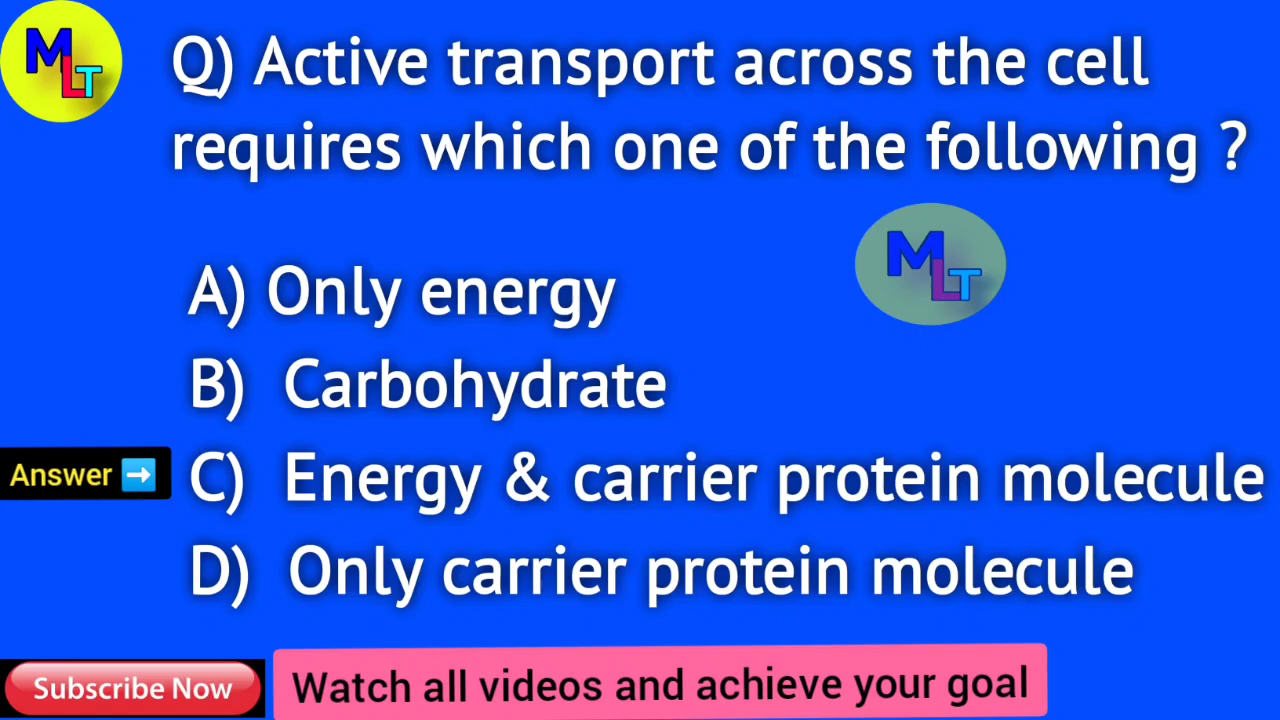 MLT
Q) Active transport across the cell
requires which one of the following ?
MLT
A) Only energy
B) Carbohydrate
Answer ➡ C) Energy & carrier protein molecule
D) Only carrier protein molecule
Subscribe Now
Watch all videos and achieve your goal